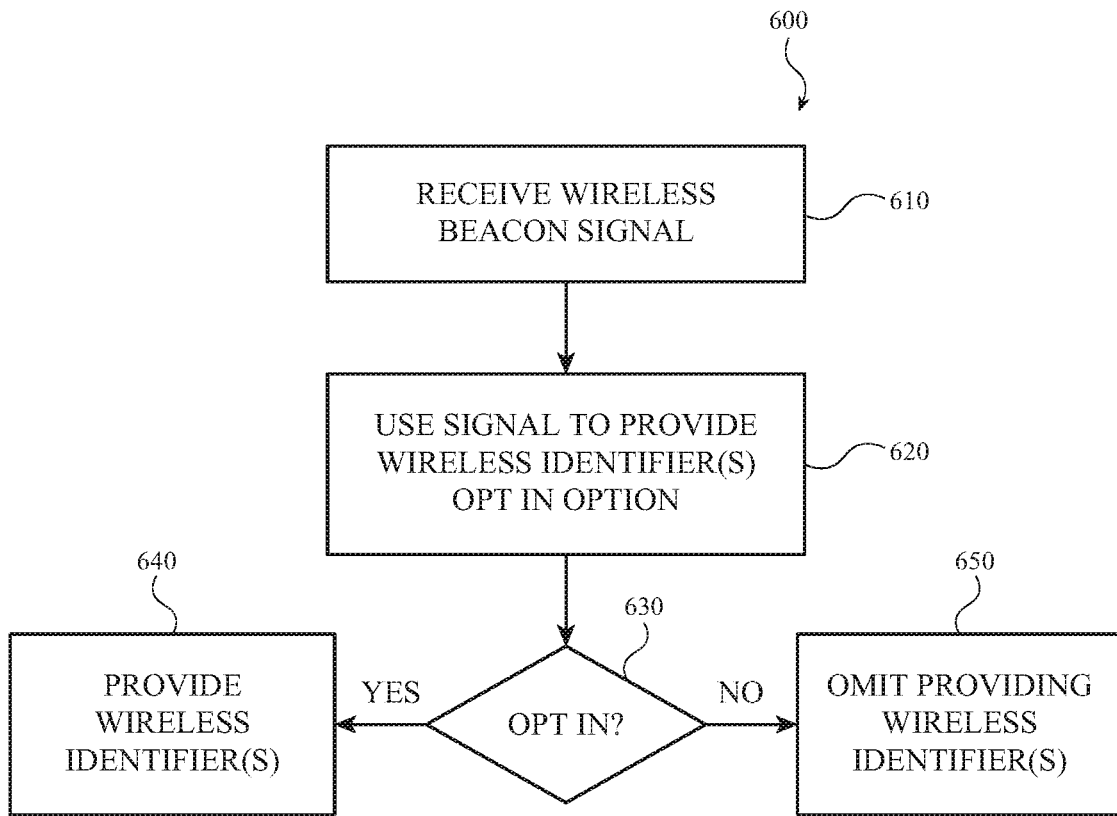 600
RECEIVE WIRELESS
BEACON SIGNAL
610
USE SIGNAL TO PROVIDE
WIRELESS IDENTIFIER(S)
OPT IN OPTION
620
640
630
650
PROVIDE
WIRELESS
IDENTIFIER(S)
YES
OPT IN?
NO
OMIT PROVIDING
WIRELESS
IDENTIFIER(S)